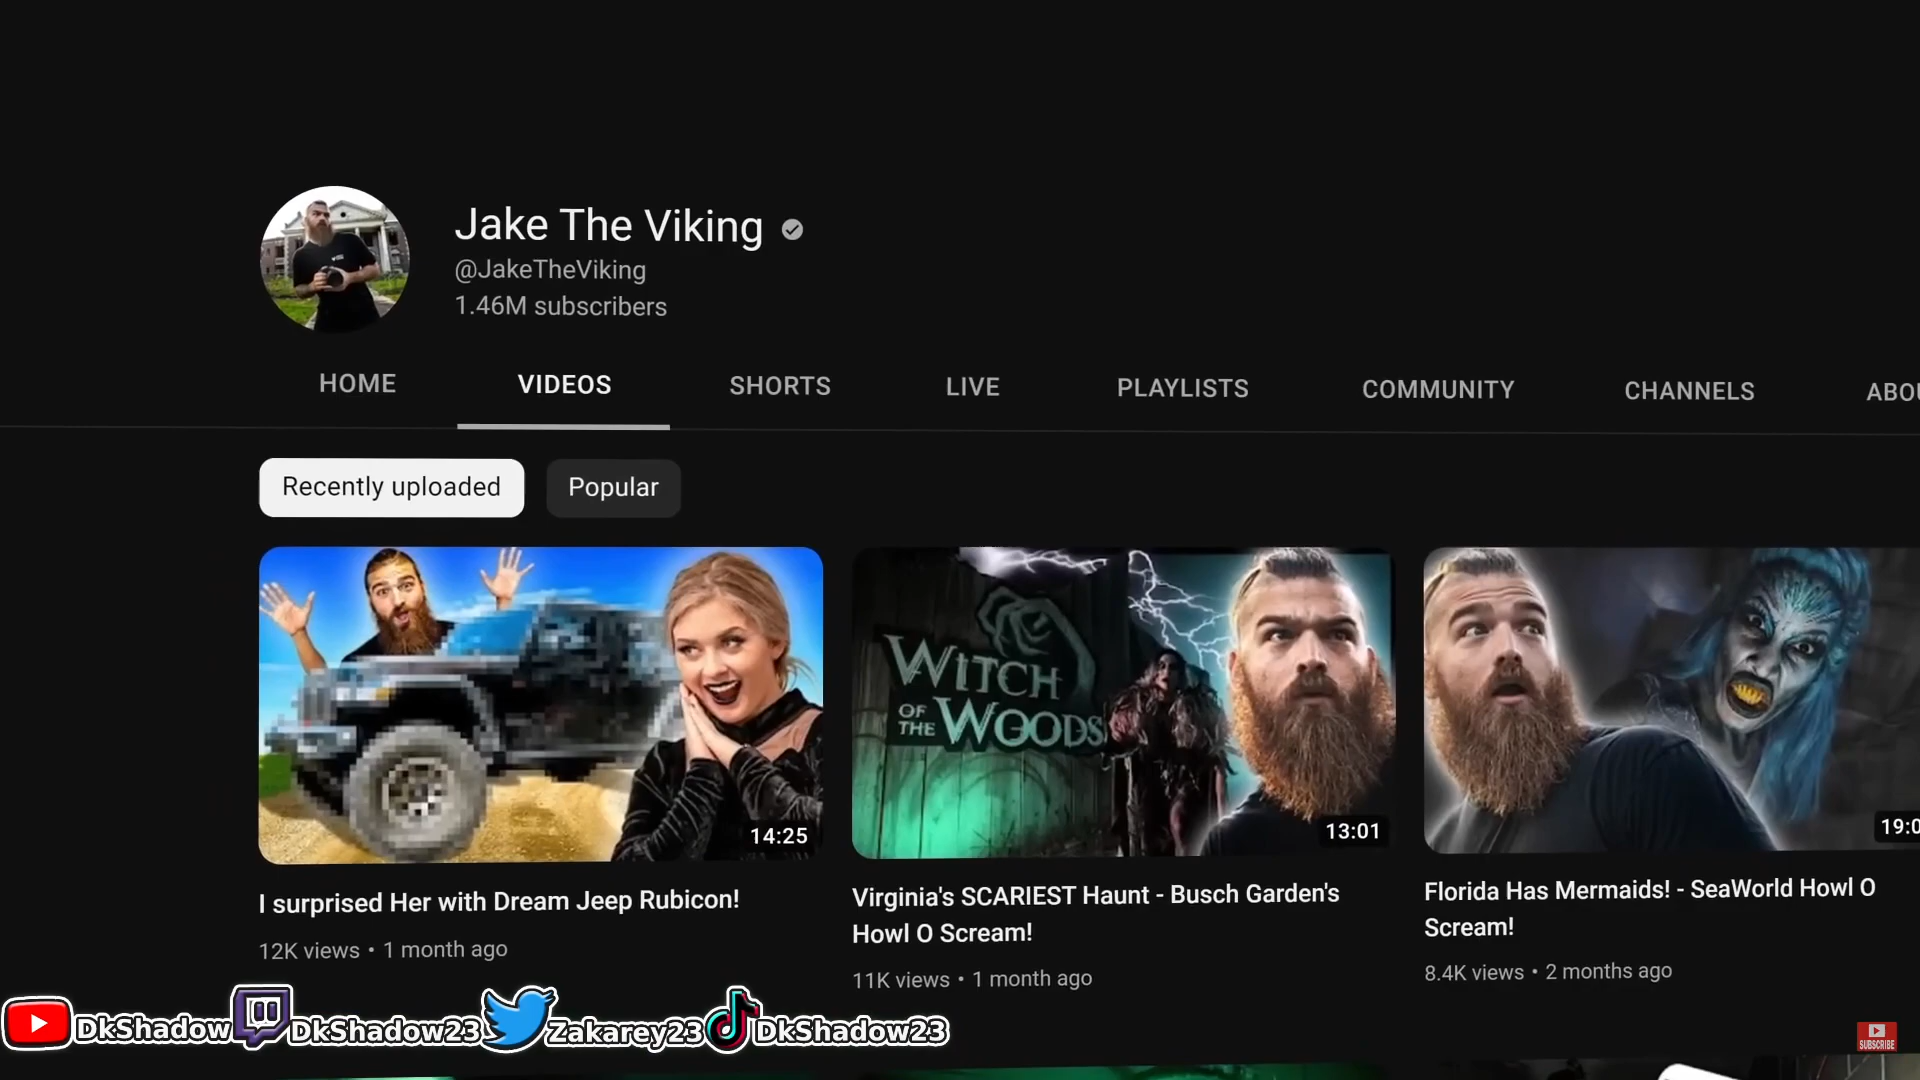 Jake The Viking
@JakeTheViking
1.46M subscribers
HOME VIDEOS SHORTS LIVE PLAYLISTS COMMUNITY CHANNELS ABOU
Recently uploaded Popular
WITCH
OF THE WOODS
14:25
13:01
19:0
I surprised Her with Dream Jeep Rubicon!
12K views • 1 month ago
Virginia's SCARIEST Haunt - Busch Garden's
Howl O Scream!
11K views • 1 month ago
Florida Has Mermaids! - SeaWorld Howl O
Scream!
8.4K views • 2 months ago
DkShadow DkShadow23 Zakarey23 DkShadow23
SUBSCRIBE